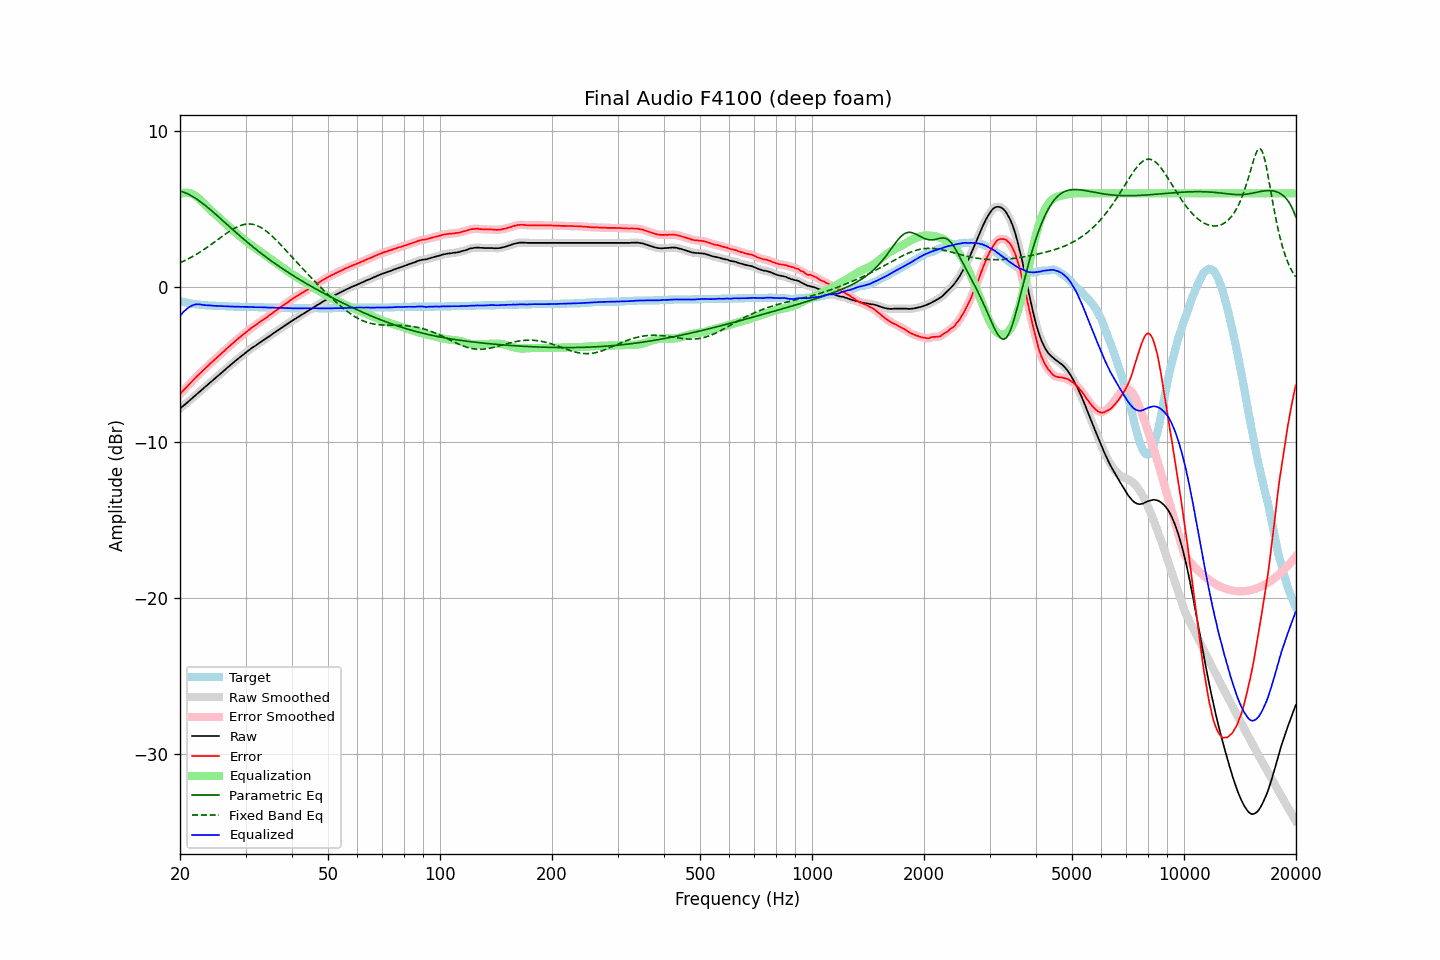 Final Audio F4100 (deep foam)
10
0
−10
−20
−30
Amplitude (dBr)
Target
Raw Smoothed
Error Smoothed
Raw
Error
Equalization
Parametric Eq
Fixed Band Eq
Equalized
20 50 100 200 500 1000 2000 5000 10000 20000
Frequency (Hz)